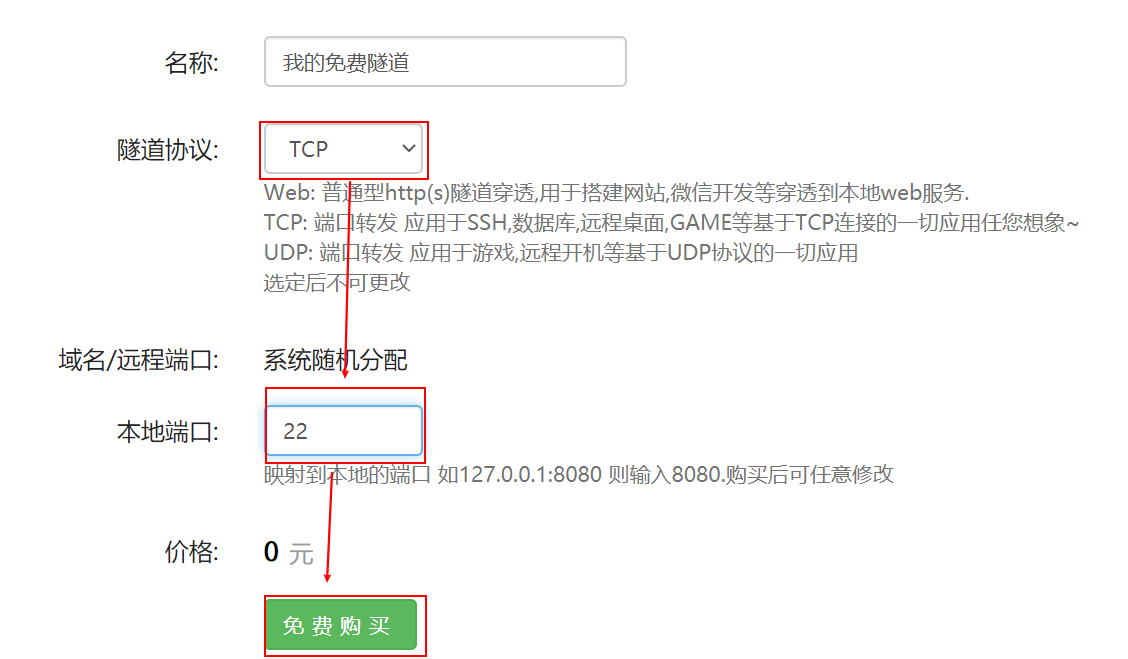 名称: 我的免费隧道
隧道协议: TCP
Web: 普通型http(s)隧道穿透,用于搭建网站,微信开发等穿透到本地web服务.
TCP: 端口转发 应用于SSH,数据库,远程桌面,GAME等基于TCP连接的一切应用任您想象~
UDP: 端口转发 应用于游戏,远程开机等基于UDP协议的一切应用
选定后不可更改
域名/远程端口: 系统随机分配
本地端口: 22
映射到本地的端口 如127.0.0.1:8080 则输入8080.购买后可任意修改
价格: 0 元
免费购买